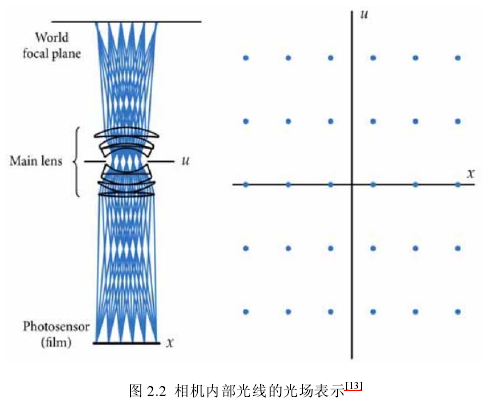 World
focal plane
Main lens
u
Photosensor
(film)
x
u
x
图 2.2 相机内部光线的光场表示[13]